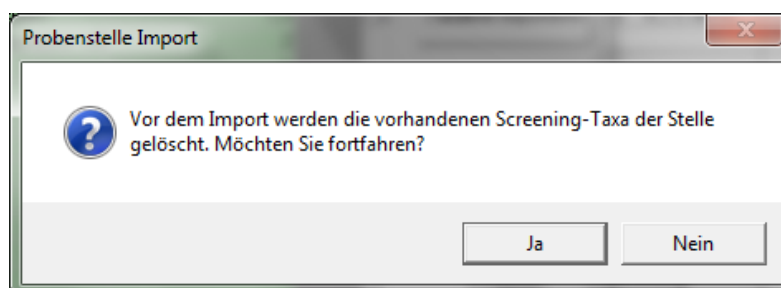 Probenstelle Import
Vor dem Import werden die vorhandenen Screening-Taxa der Stelle
gelöscht. Möchten Sie fortfahren?
Ja
Nein